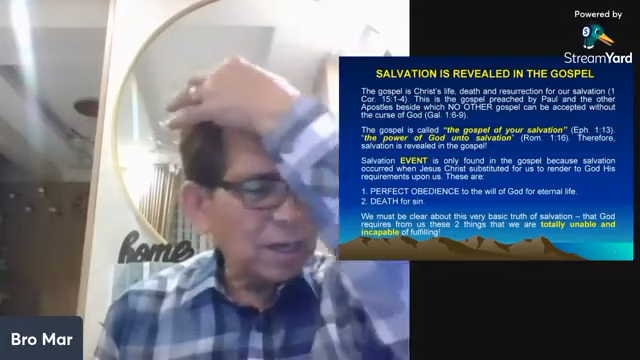 Powered by
StreamYard
SALVATION IS REVEALED IN THE GOSPEL
The gospel is Christ's life, death and resurrection for our salvation (1
Cor. 15:1-4). This is the gospel preached by Paul and the other
Apostles beside which NO OTHER gospel can be accepted without
the curse of God (Gal. 1:6-9).
The gospel is called "the gospel of your salvation" (Eph. 1:13).
"the power of God unto salvation" (Rom. 1:16). Therefore,
salvation is revealed in the gospel!
Salvation EVENT is only found in the gospel because salvation
occurred when Jesus Christ substituted for us to render to God His
requirements upon us. These are:
1. PERFECT OBEDIENCE to the will of God for eternal life.
2. DEATH for sin.
We must be clear about this very basic truth of salvation – that God
requires from us these 2 things that we are totally unable and
incapable of fulfilling!
home
Bro Mar